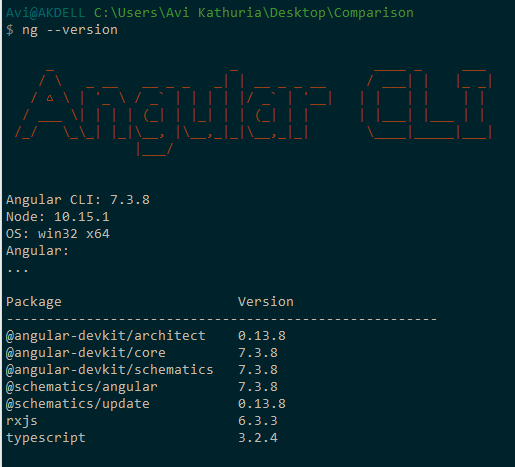 Avi@AKDELL C:\Users\Avi Kathuria\Desktop\Comparison
$ ng --version
Angular CLI
Angular CLI: 7.3.8
Node: 10.15.1
OS: win32 x64
Angular:
...
Package Version
------------------------------------------------------
@angular-devkit/architect 0.13.8
@angular-devkit/core 7.3.8
@angular-devkit/schematics 7.3.8
@schematics/angular 7.3.8
@schematics/update 0.13.8
rxjs 6.3.3
typescript 3.2.4